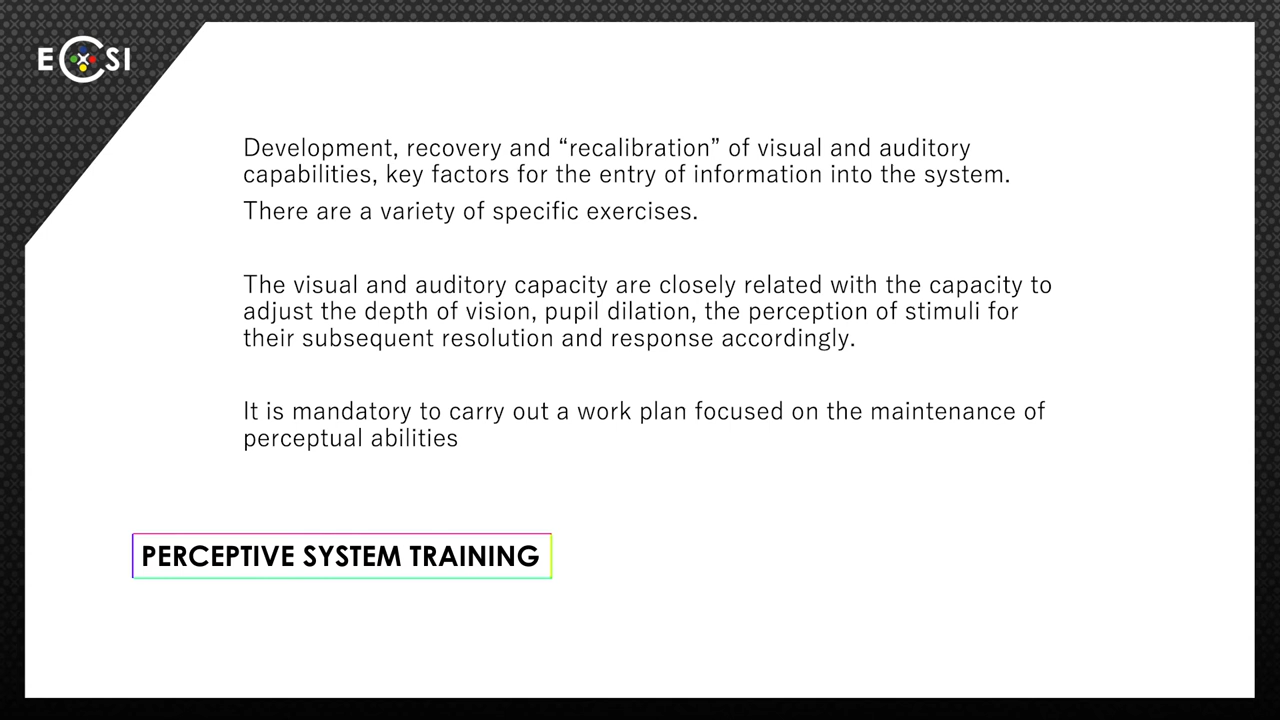 ECSI
Development, recovery and “recalibration” of visual and auditory
capabilities, key factors for the entry of information into the system.
There are a variety of specific exercises.
The visual and auditory capacity are closely related with the capacity to
adjust the depth of vision, pupil dilation, the perception of stimuli for
their subsequent resolution and response accordingly.
It is mandatory to carry out a work plan focused on the maintenance of
perceptual abilities
PERCEPTIVE SYSTEM TRAINING